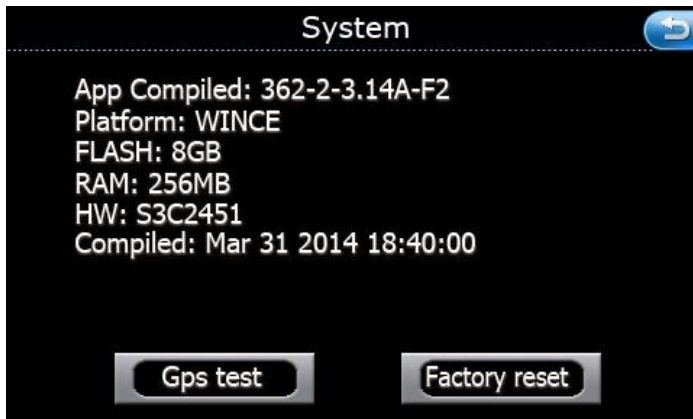 System
App Compiled: 362-2-3.14A-F2
Platform: WINCE
FLASH: 8GB
RAM: 256MB
HW: S3C2451
Compiled: Mar 31 2014 18:40:00
Gps test
Factory reset